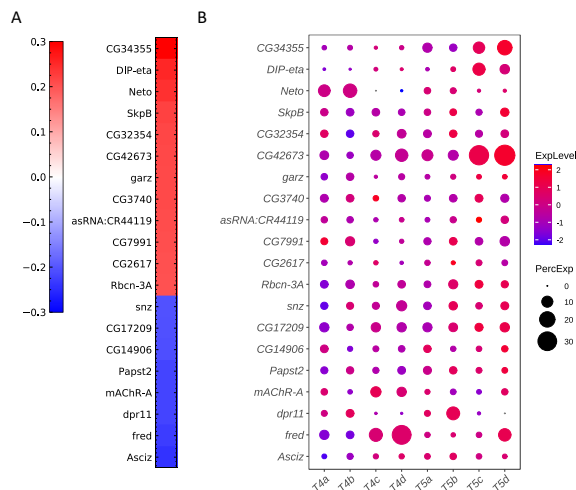 A
B
0.3
0.2
0.1
0.0
−0.1
−0.2
−0.3
CG34355
DIP-eta
Neto
SkpB
CG32354
CG42673
garz
CG3740
asRNA:CR44119
CG7991
CG2617
Rbcn-3A
snz
CG17209
CG14906
Papst2
mAChR-A
dpr11
fred
Asciz
CG34355
DIP-eta
Neto
SkpB
CG32354
CG42673
garz
CG3740
asRNA:CR44119
CG7991
CG2617
Rbcn-3A
snz
CG17209
CG14906
Papst2
mAChR-A
dpr11
fred
Asciz
T4a
T4b
T4c
T4d
T5a
T5b
T5c
T5d
ExpLevel
2
1
0
-1
-2
PercExp
0
10
20
30